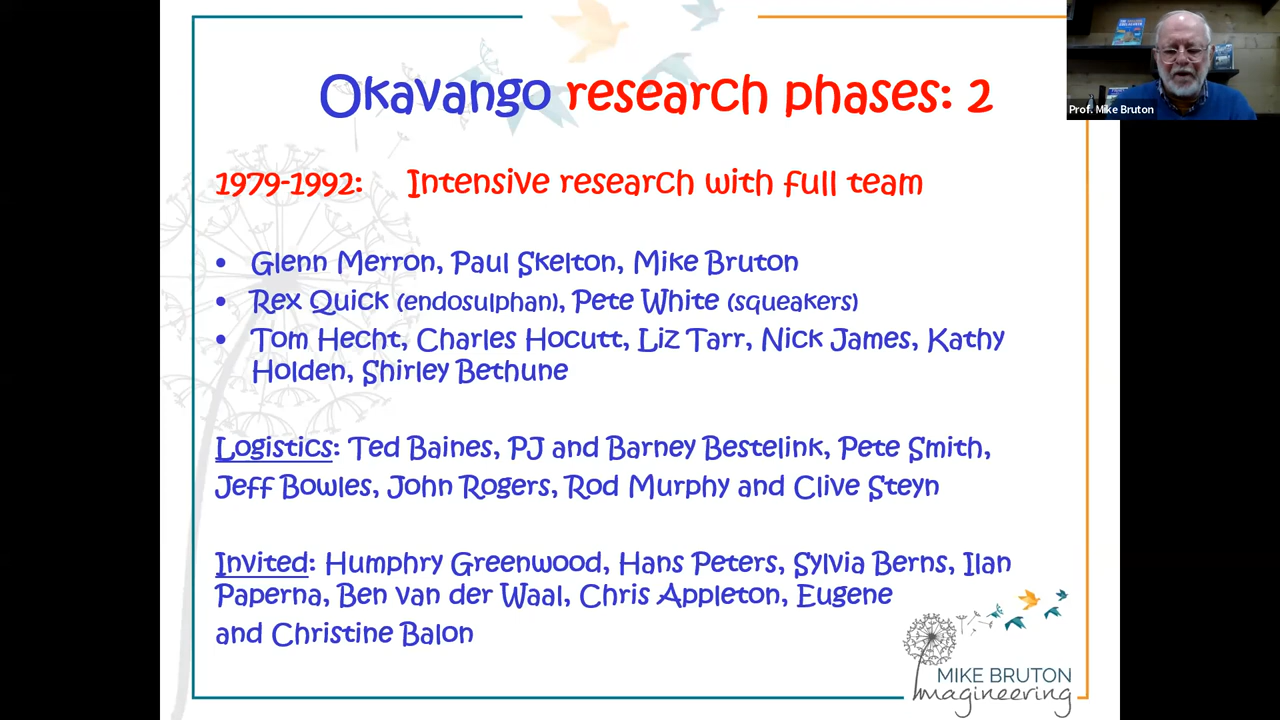 Okavango research phases: 2
Prof. Mike Bruton
1979-1992: Intensive research with full team
• Glenn Merron, Paul Skelton, Mike Bruton
• Rex Quick (endosulphan), Pete White (squeakers)
• Tom Hecht, Charles Hocutt, Liz Tarr, Nick James, Kathy
Holden, Shirley Bethune
Logistics: Ted Baines, PJ and Barney Bestelink, Pete Smith,
Jeff Bowles, John Rogers, Rod Murphy and Clive Steyn
Invited: Humphry Greenwood, Hans Peters, Sylvia Berns, Ilan
Paperna, Ben van der Waal, Chris Appleton, Eugene
and Christine Balon
MIKE BRUTON
Imagineering